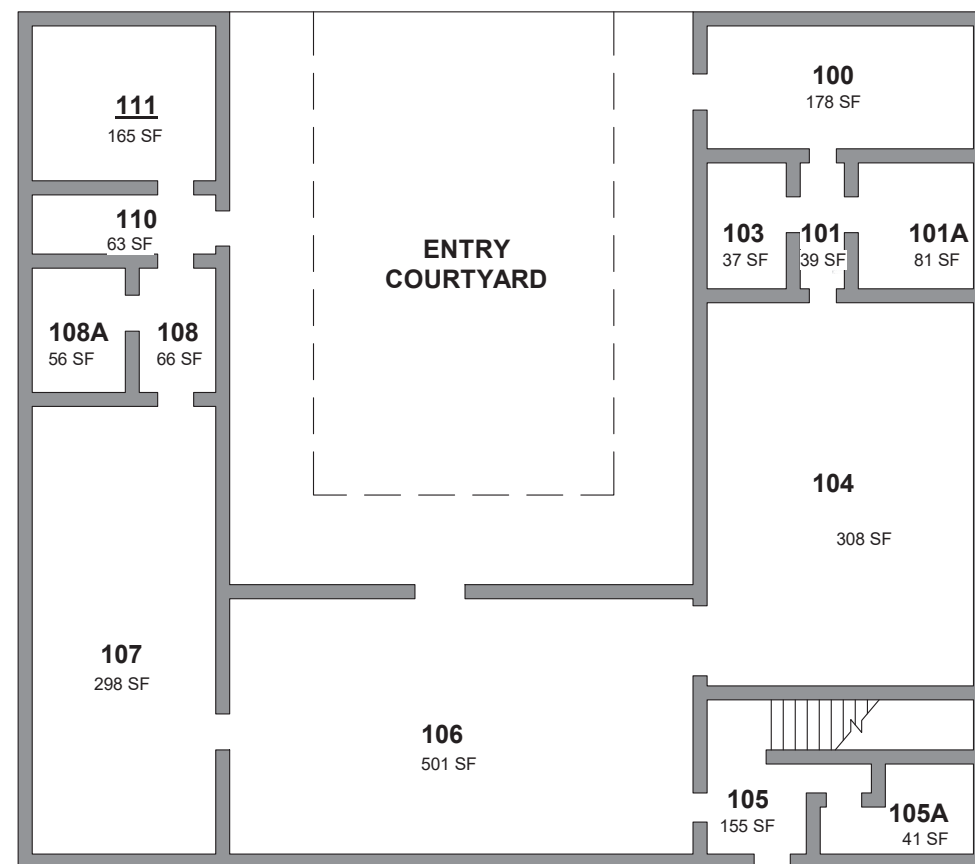 100
178 SF
111
165 SF
110
63 SF
103
37 SF
101
39 SF
101A
81 SF
ENTRY
COURTYARD
108A
56 SF
108
66 SF
104
308 SF
107
298 SF
106
501 SF
105
155 SF
105A
41 SF